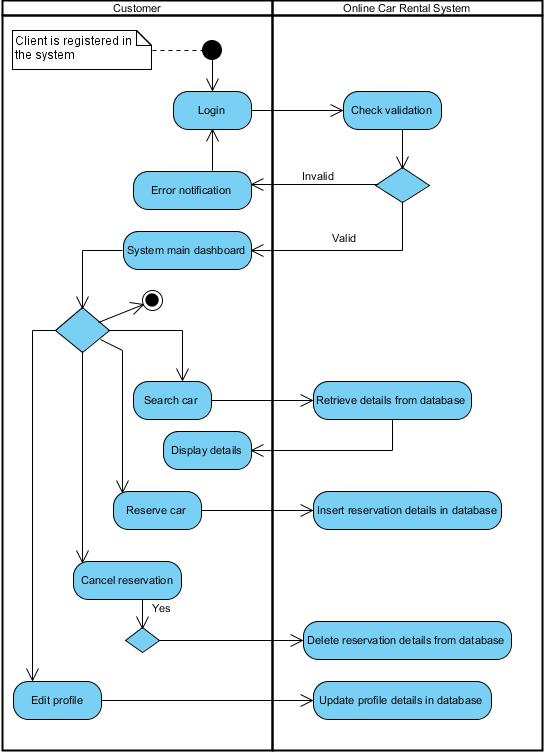 Customer
Online Car Rental System
Client is registered in
the system
Login
Check validation
Invalid
Error notification
Valid
System main dashboard
Search car
Retrieve details from database
Display details
Reserve car
Insert reservation details in database
Cancel reservation
Yes
Delete reservation details from database
Edit profile
Update profile details in database